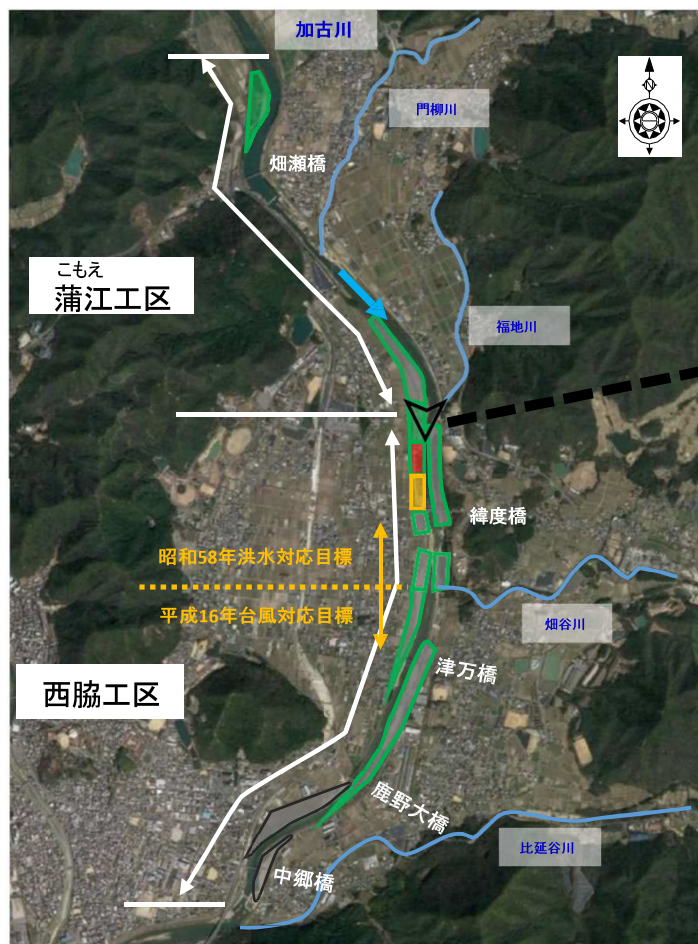 加古川
門柳川
N
畑瀬橋
こもえ
蒲江工区
福地川
緯度橋
昭和58年洪水対応目標
平成16年台風対応目標
畑谷川
津万橋
西脇工区
鹿野大橋
比延谷川
中郷橋